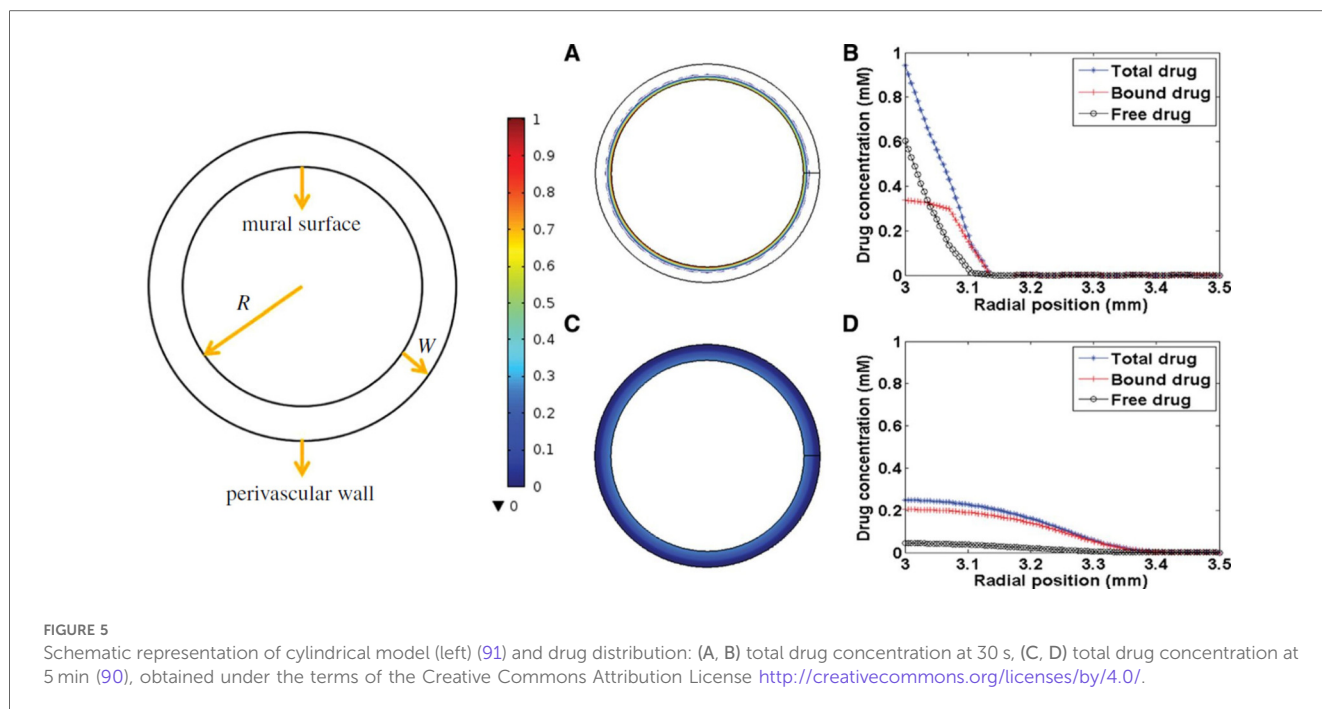 mural surface
R
W
perivascular wall
1
0.9
0.8
0.7
0.6
0.5
0.4
0.3
0.2
0.1
0
▼ 0
A
B
Drug concentration (mM)
1
0.8
0.6
0.4
0.2
0
Total drug
Bound drug
Free drug
3 3.1 3.2 3.3 3.4 3.5
Radial position (mm)
C
D
Drug concentration (mM)
1
0.8
0.6
0.4
0.2
0
Total drug
Bound drug
Free drug
3 3.1 3.2 3.3 3.4 3.5
Radial position (mm)
FIGURE 5
Schematic representation of cylindrical model (left) (91) and drug distribution: (A, B) total drug concentration at 30 s, (C, D) total drug concentration at
5 min (90), obtained under the terms of the Creative Commons Attribution License http://creativecommons.org/licenses/by/4.0/.